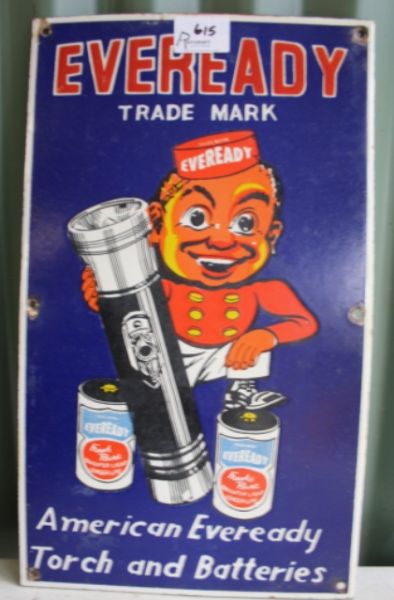 615
EVEREADY
TRADE MARK
EVEREADY
EVEREADY
EVEREADY
American Eveready
Torch and Batteries